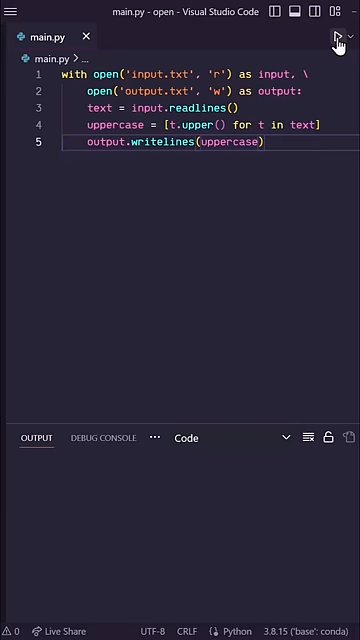 main.py - open - Visual Studio Code
main.py
main.py > ...
1 with open('input.txt', 'r') as input, \
2 open('output.txt', 'w') as output:
3 text = input.readlines()
4 uppercase = [t.upper() for t in text]
5 output.writelines(uppercase)
OUTPUT DEBUG CONSOLE ... Code
0 Live Share UTF-8 CRLF Python 3.8.15 ('base': conda)